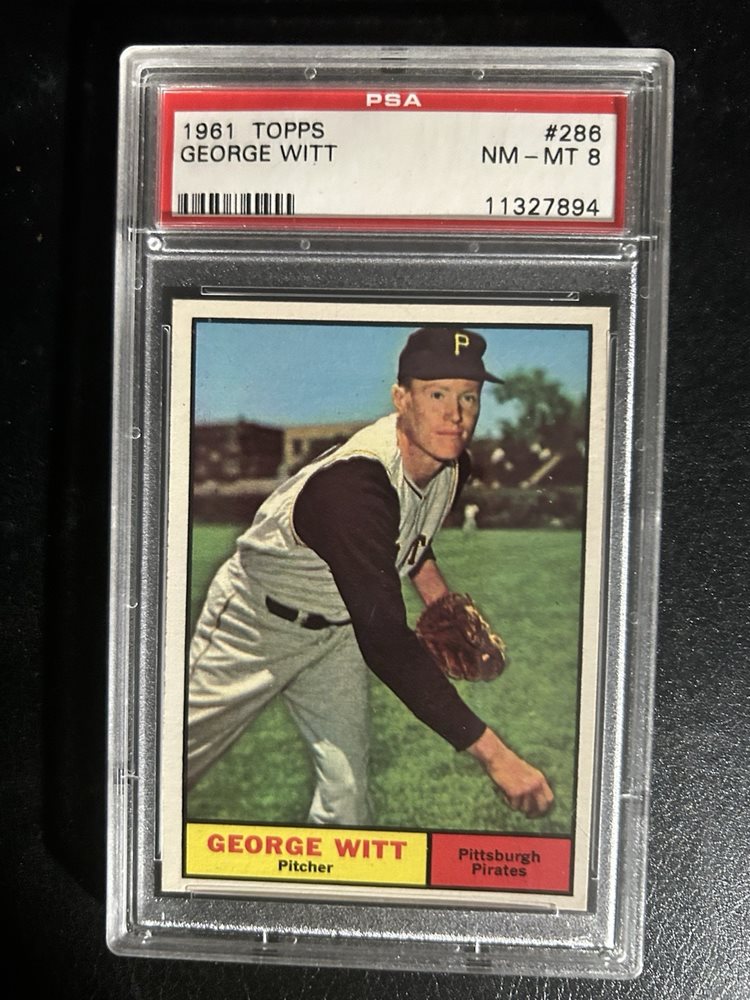 PSA
1961 TOPPS #286
GEORGE WITT NM – MT 8
11327894
P
GEORGE WITT
Pitcher
Pittsburgh
Pirates